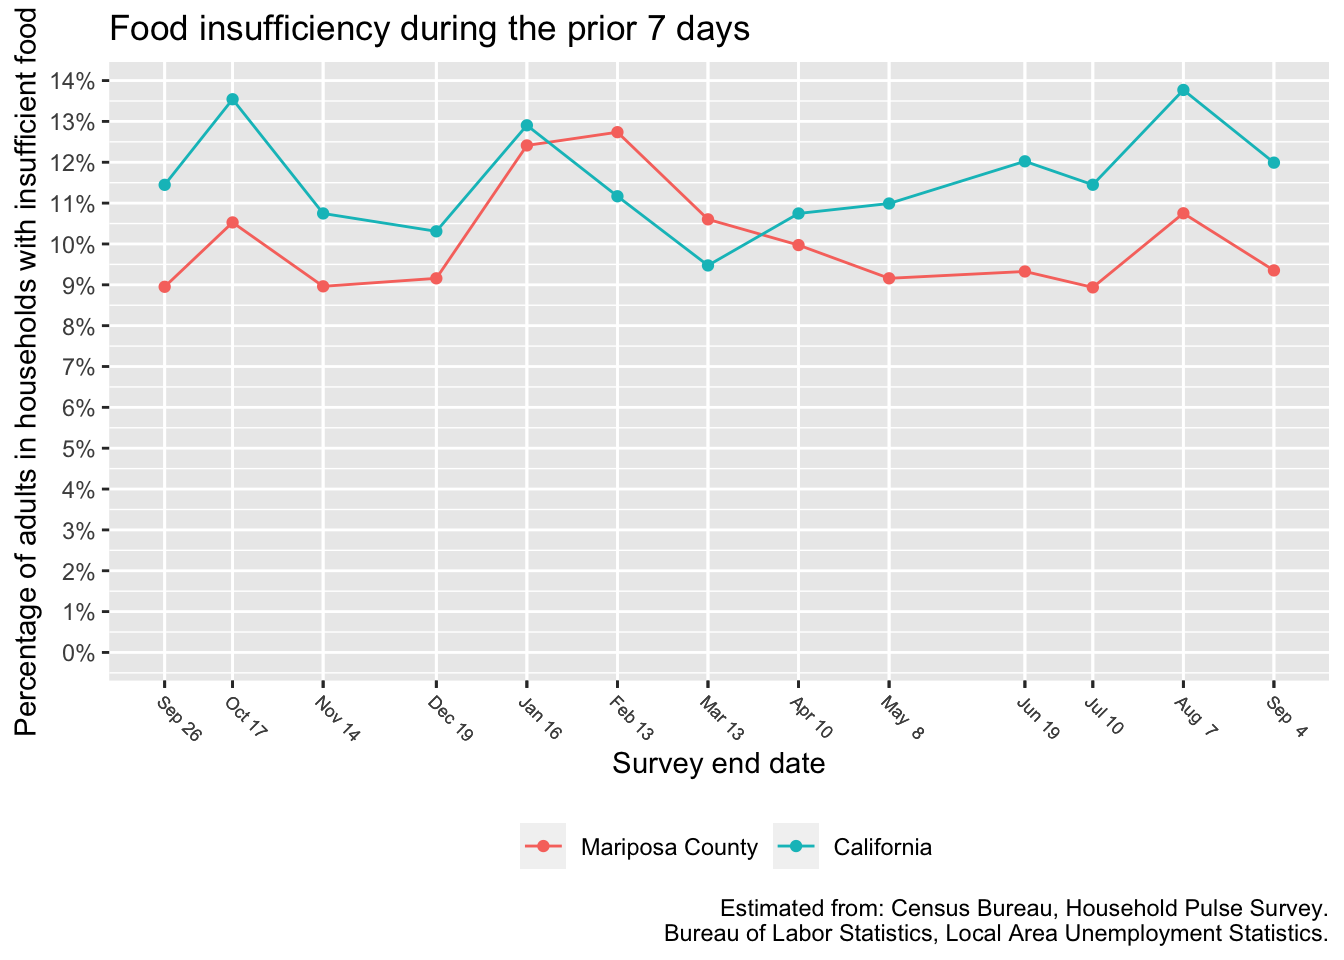 Food insufficiency during the prior 7 days
Percentage of adults in households with insufficient food
14%
13%
12%
11%
10%
9%
8%
7%
6%
5%
4%
3%
2%
1%
0%
Sep 26
Oct 17
Nov 14
Dec 19
Jan 16
Feb 13
Mar 13
Apr 10
May 8
Jun 19
Jul 10
Aug 7
Sep 4
Survey end date
Mariposa County
California
Estimated from: Census Bureau, Household Pulse Survey.
Bureau of Labor Statistics, Local Area Unemployment Statistics.